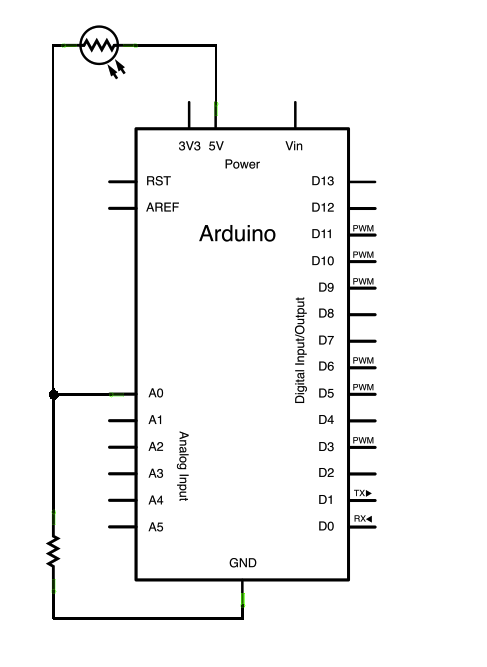 3V3 5V Vin
Power
RST D13
AREF D12
Arduino
D11 PWM
D10 PWM
D9 PWM
D8
D7
D6 PWM
Digital Input/Output
A0 D5 PWM
A1 D4
A2 D3 PWM
A3 D2
Analog Input
A4 D1 TX▶
A5 D0 RX◀
GND